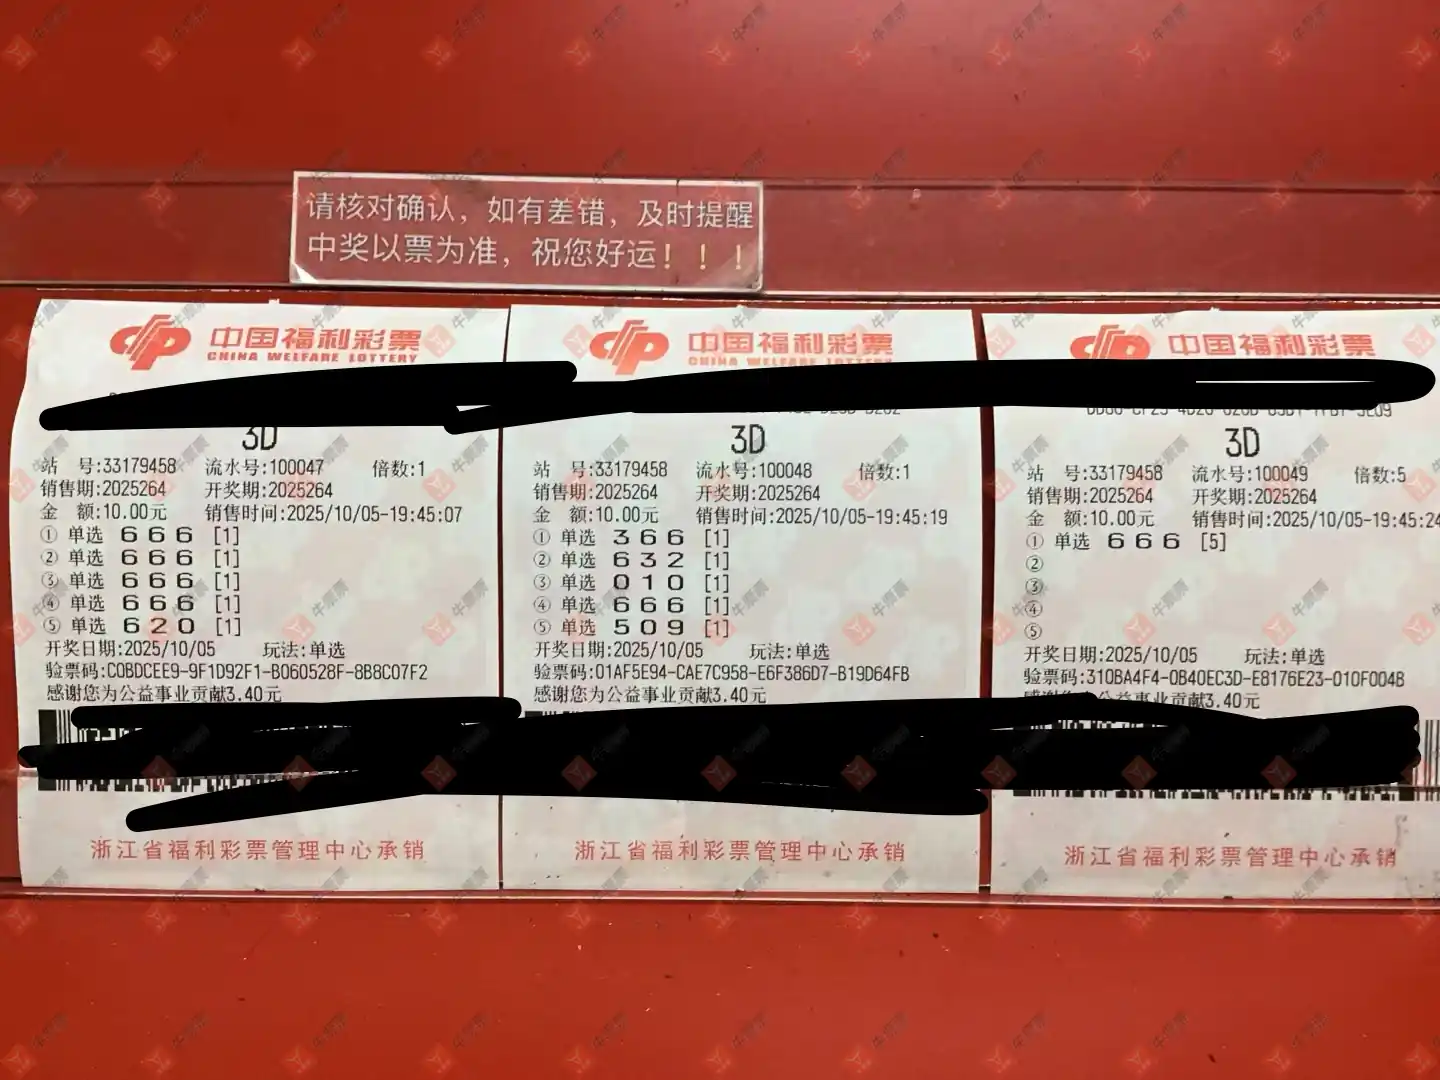 请核对确认，如有差错，及时提醒
中奖以票为准，祝您好运！！！
中国福利彩票
CHINA WELFARE LOTTERY
3D
站 号:33179458 流水号:100047 倍数:1
销售期:2025264 开奖期:2025264
金 额:10.00元 销售时间:2025/10/05-19:45:07
① 单选 666 [1]
② 单选 666 [1]
③ 单选 666 [1]
④ 单选 666 [1]
⑤ 单选 620 [1]
开奖日期:2025/10/05 玩法:单选
验票码:C0BDCEE9-9F1D92F1-B060528F-8B8C07F2
感谢您为公益事业贡献3.40元
浙江省福利彩票管理中心承销
中国福利彩票
CHINA WELFARE LOTTERY
3D
站 号:33179458 流水号:100048 倍数:1
销售期:2025264 开奖期:2025264
金 额:10.00元 销售时间:2025/10/05-19:45:19
① 单选 366 [1]
② 单选 632 [1]
③ 单选 010 [1]
④ 单选 666 [1]
⑤ 单选 509 [1]
开奖日期:2025/10/05 玩法:单选
验票码:01AF5E94-CAE7C958-E6F386D7-B19D64FB
感谢您为公益事业贡献3.40元
浙江省福利彩票管理中心承销
中国福利彩票
3D
站 号:33179458 流水号:100049 倍数:5
销售期:2025264 开奖期:2025264
金 额:10.00元 销售时间:2025/10/05-19:45:24
① 单选 666 [5]
②
③
④
⑤
开奖日期:2025/10/05 玩法:单选
验票码:310BA4F4-0B40EC3D-E8176E23-010F004B
公益事业贡献3.40元
浙江省福利彩票管理中心承销
牛票票